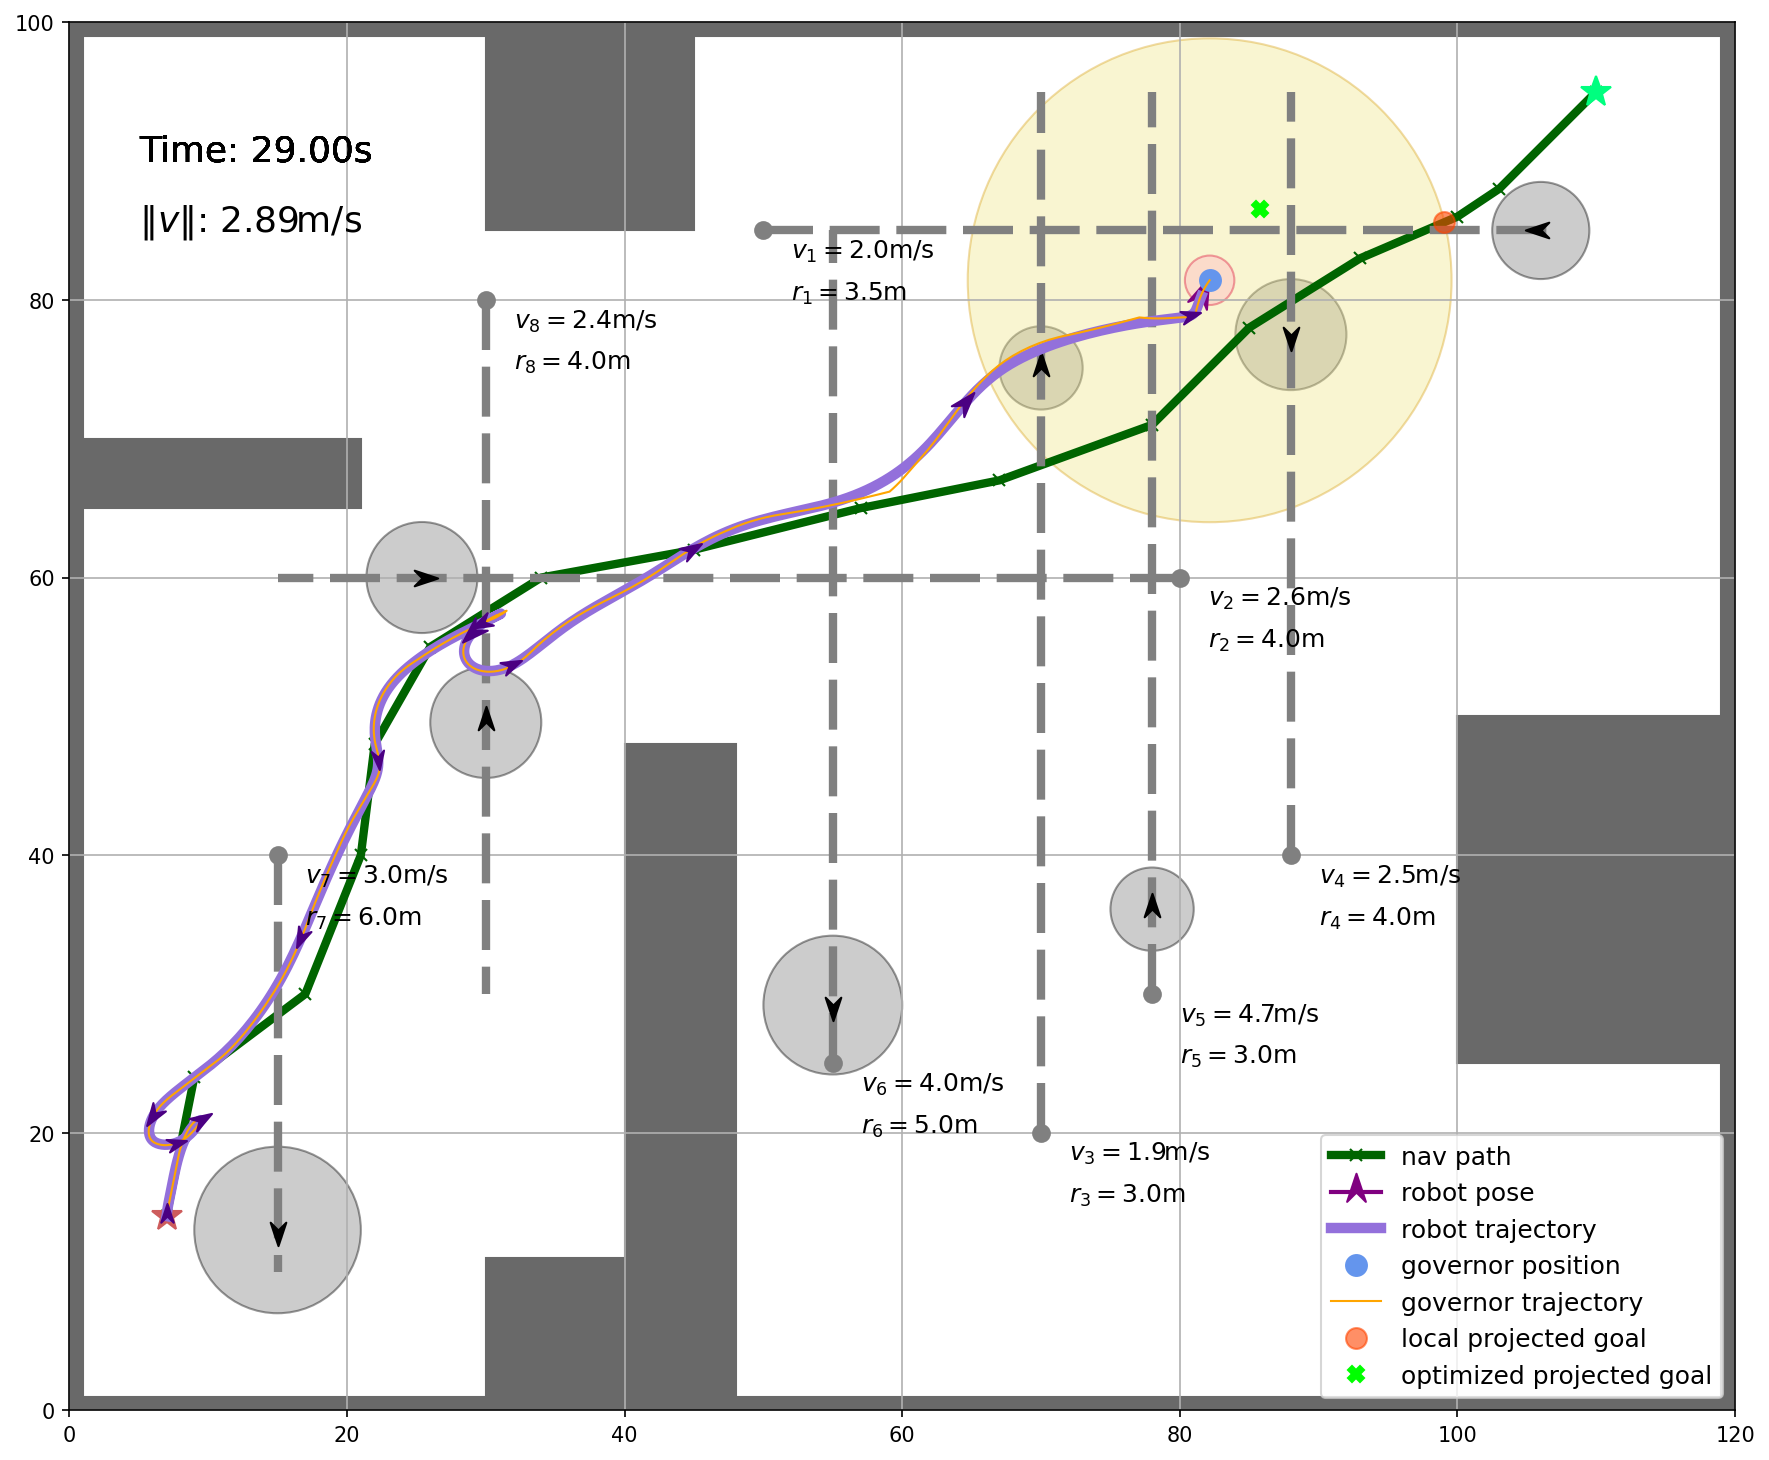 100
80
60
40
20
0
Time: 29.00s
‖v‖: 2.89m/s
v₁ = 2.0m/s
r₁ = 3.5m
v₈ = 2.4m/s
r₈ = 4.0m
v₂ = 2.6m/s
r₂ = 4.0m
v₇ = 3.0m/s
r₇ = 6.0m
v₄ = 2.5m/s
r₄ = 4.0m
v₅ = 4.7m/s
r₅ = 3.0m
v₆ = 4.0m/s
r₆ = 5.0m
v₃ = 1.9m/s
r₃ = 3.0m
nav path
robot pose
robot trajectory
governor position
governor trajectory
local projected goal
optimized projected goal
0 20 40 60 80 100 120